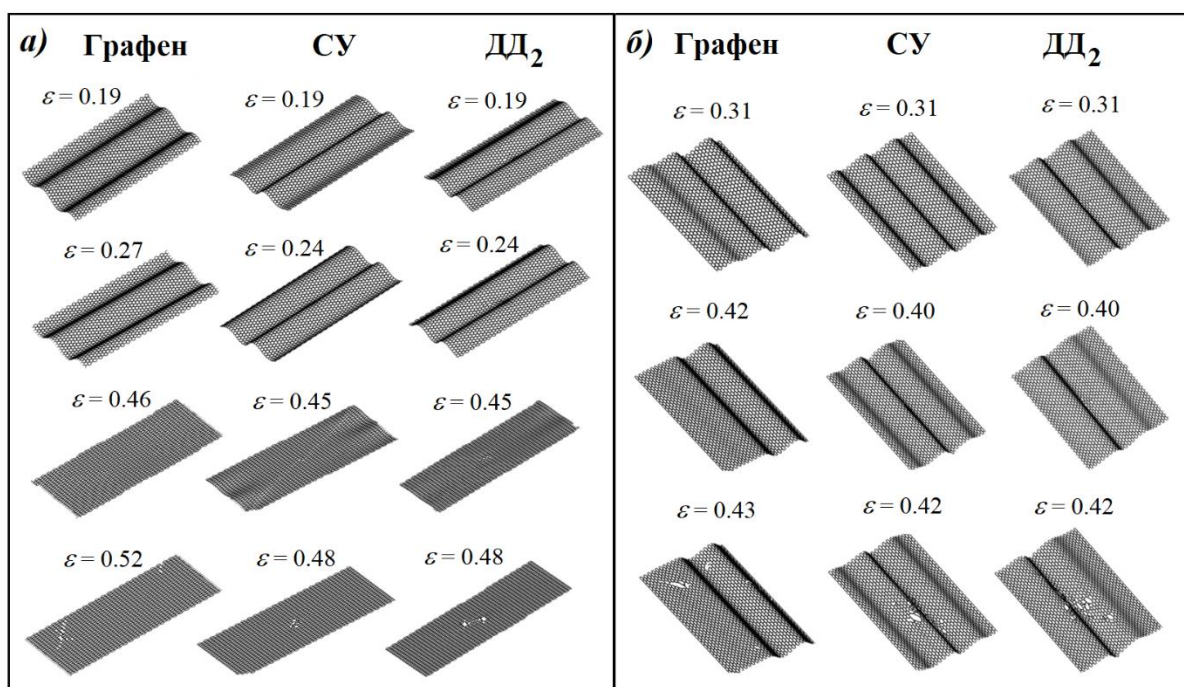 а) Графен СУ ДД₂
ε = 0.19 ε = 0.19 ε = 0.19
ε = 0.27 ε = 0.24 ε = 0.24
ε = 0.46 ε = 0.45 ε = 0.45
ε = 0.52 ε = 0.48 ε = 0.48
б) Графен СУ ДД₂
ε = 0.31 ε = 0.31 ε = 0.31
ε = 0.42 ε = 0.40 ε = 0.40
ε = 0.43 ε = 0.42 ε = 0.42